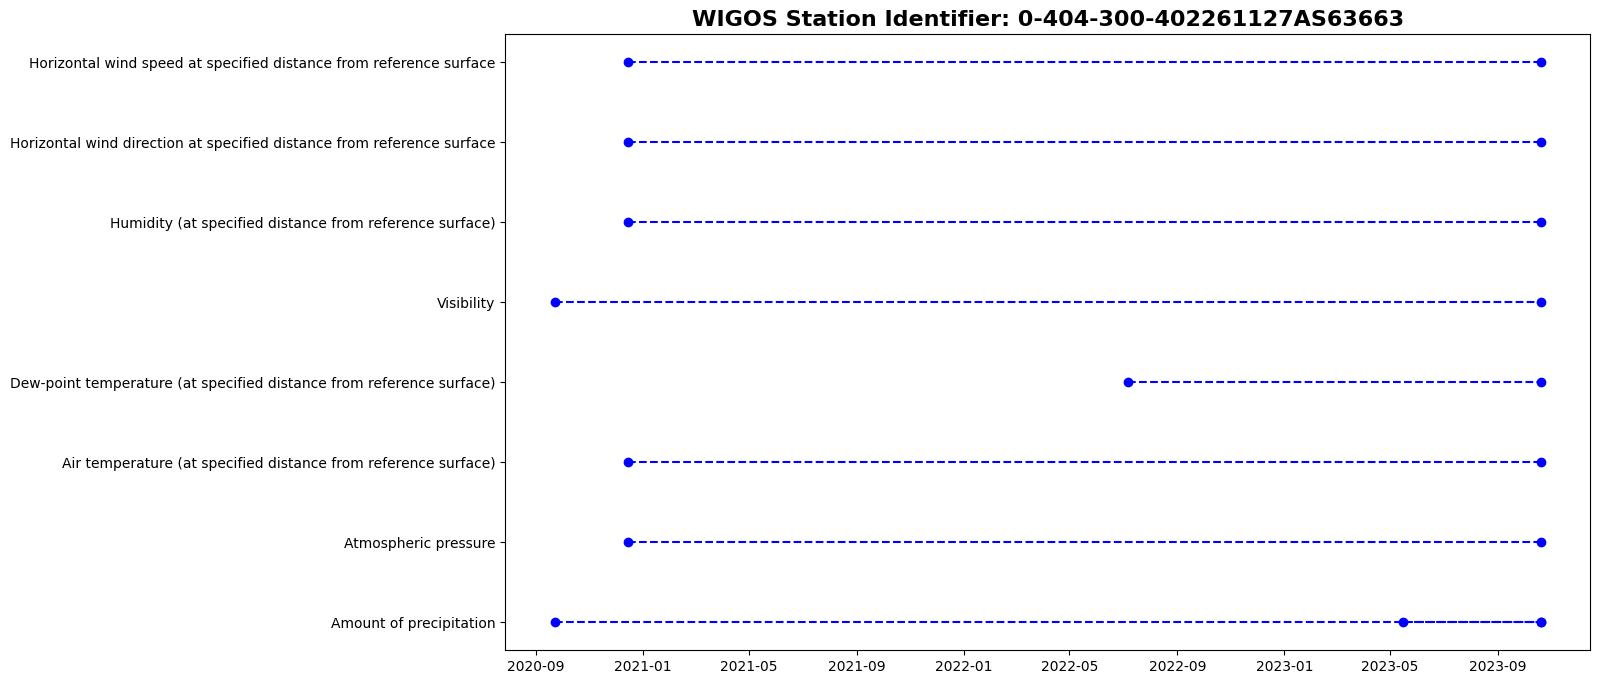 WIGOS Station Identifier: 0-404-300-402261127AS63663
Horizontal wind speed at specified distance from reference surface
Horizontal wind direction at specified distance from reference surface
Humidity (at specified distance from reference surface)
Visibility
Dew-point temperature (at specified distance from reference surface)
Air temperature (at specified distance from reference surface)
Atmospheric pressure
Amount of precipitation
2020-09 2021-01 2021-05 2021-09 2022-01 2022-05 2022-09 2023-01 2023-05 2023-09